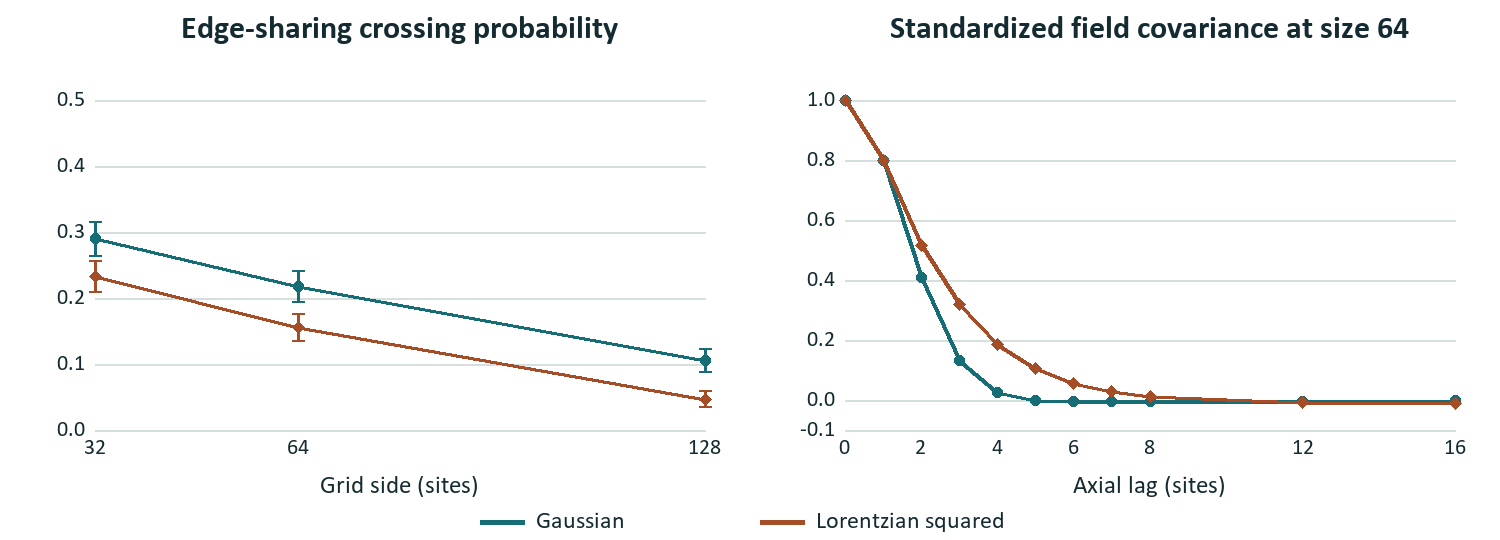 Edge-sharing crossing probability
0.5
0.4
0.3
0.2
0.1
0.0
32 64 128
Grid side (sites)
Standardized field covariance at size 64
1.0
0.8
0.6
0.4
0.2
0.0
-0.1
0 2 4 6 8 12 16
Axial lag (sites)
Gaussian
Lorentzian squared